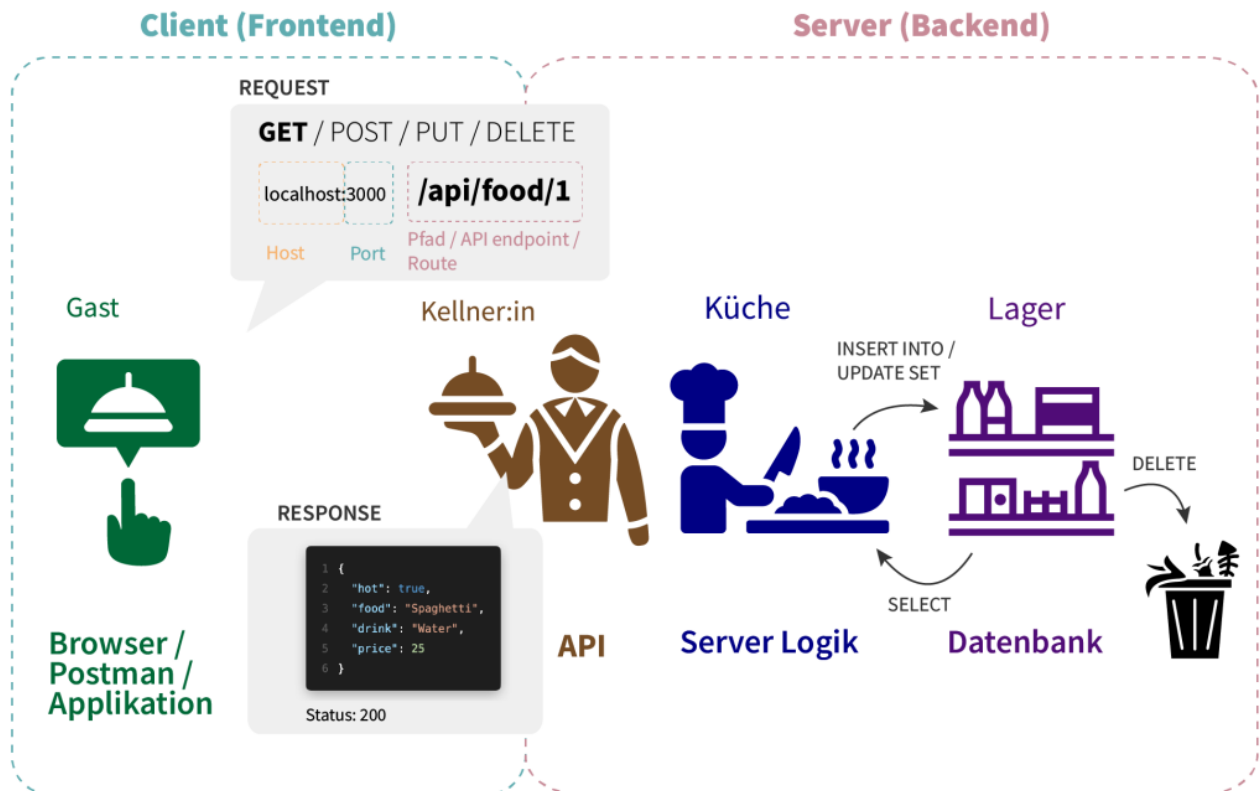 Client (Frontend)
Server (Backend)
REQUEST
GET / POST / PUT / DELETE
localhost:3000
/api/food/1
Host
Port
Pfad / API endpoint /
Route
Gast
Kellner:in
Küche
Lager
INSERT INTO /
UPDATE SET
DELETE
SELECT
RESPONSE
1 {
2 "hot": true,
3 "food": "Spaghetti",
4 "drink": "Water",
5 "price": 25
6 }
Status: 200
Browser /
Postman /
Applikation
API
Server Logik
Datenbank